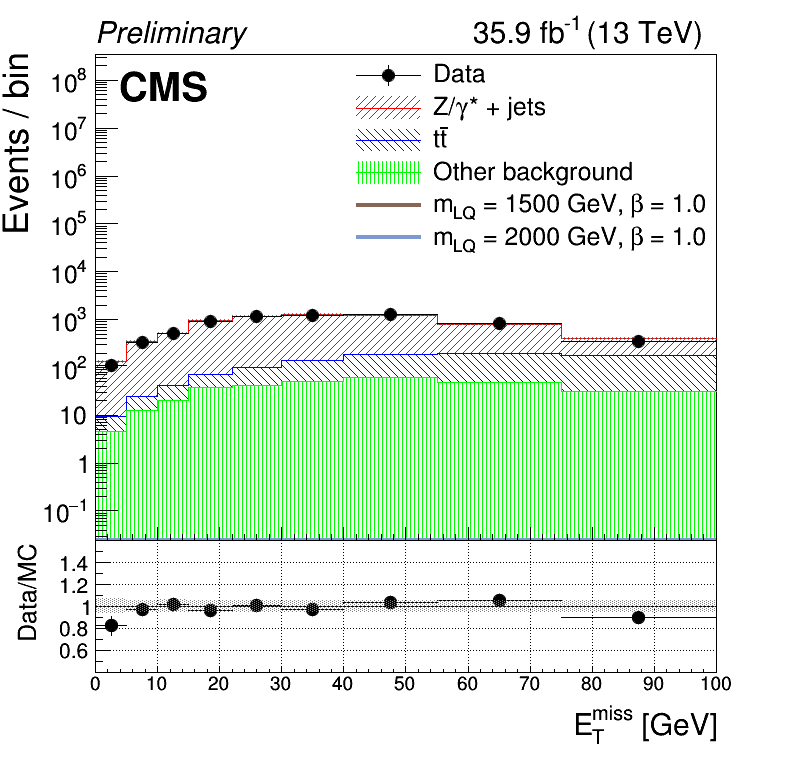 Preliminary 35.9 fb⁻¹ (13 TeV)
CMS
Data
Z/γ* + jets
tt̄
Other background
m_LQ = 1500 GeV, β = 1.0
m_LQ = 2000 GeV, β = 1.0
Events / bin
10⁸
10⁷
10⁶
10⁵
10⁴
10³
10²
10
1
10⁻¹
Data/MC
1.4
1.2
1
0.8
0.6
0 10 20 30 40 50 60 70 80 90 100
E_T^miss [GeV]